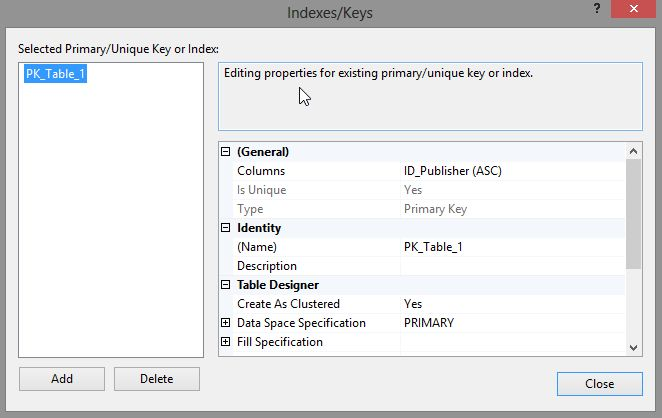 Indexes/Keys
?
Selected Primary/Unique Key or Index:
PK_Table_1
Editing properties for existing primary/unique key or index.
(General)
Columns ID_Publisher (ASC)
Is Unique Yes
Type Primary Key
Identity
(Name) PK_Table_1
Description
Table Designer
Create As Clustered Yes
Data Space Specification PRIMARY
Fill Specification
Add Delete
Close